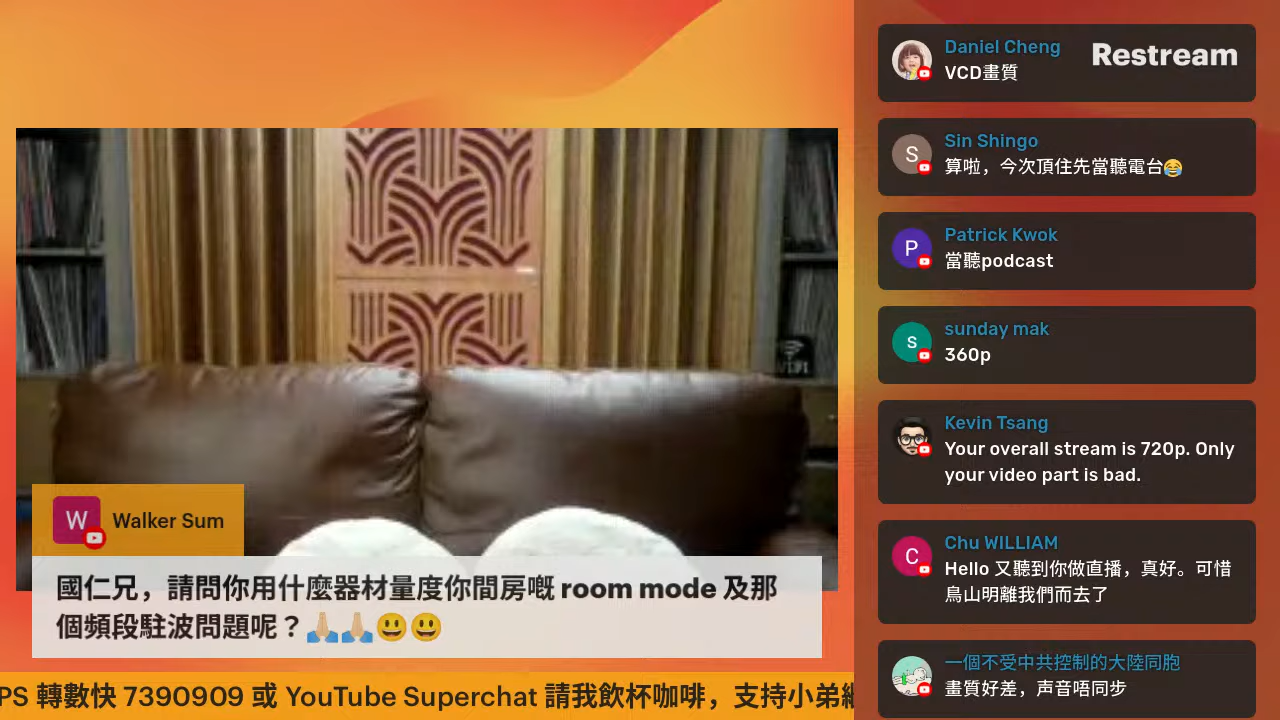 Restream
Daniel Cheng
VCD畫質
Sin Shingo
算啦，今次頂住先當聽電台😂
Patrick Kwok
當聽podcast
sunday mak
360p
Kevin Tsang
Your overall stream is 720p. Only
your video part is bad.
Chu WILLIAM
Hello 又聽到你做直播，真好。可惜
鳥山明離我們而去了
一個不受中共控制的大陸同胞
畫質好差，声音唔同步
WiFi
W
Walker Sum
國仁兄，請問你用什麼器材量度你間房嘅 room mode 及那
個頻段駐波問題呢？🙏🏼🙏🏼😃😃
PS 轉數快 7390909 或 YouTube Superchat 請我飲杯咖啡，支持小弟繼
S
P
s
C